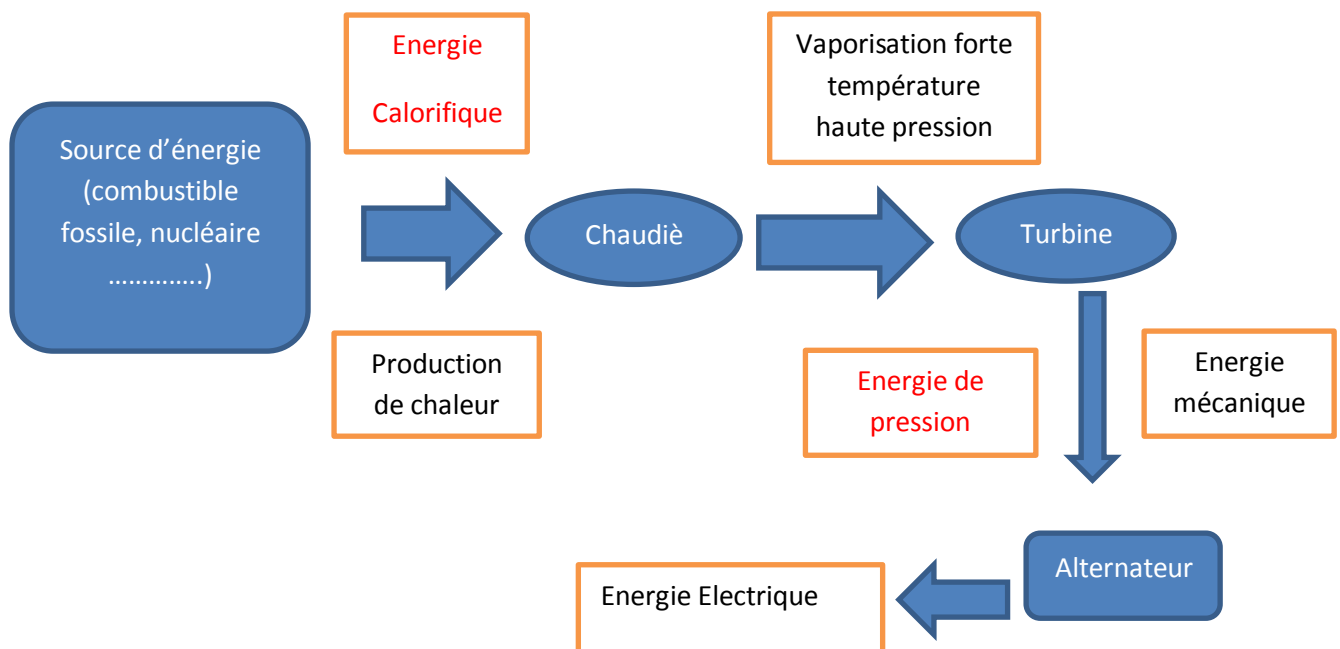 Energie
Calorifique
Vaporisation forte
température
haute pression
Source d’énergie
(combustible
fossile, nucléaire
…………..)
Chaudiè
Turbine
Production
de chaleur
Energie de
pression
Energie
mécanique
Alternateur
Energie Electrique